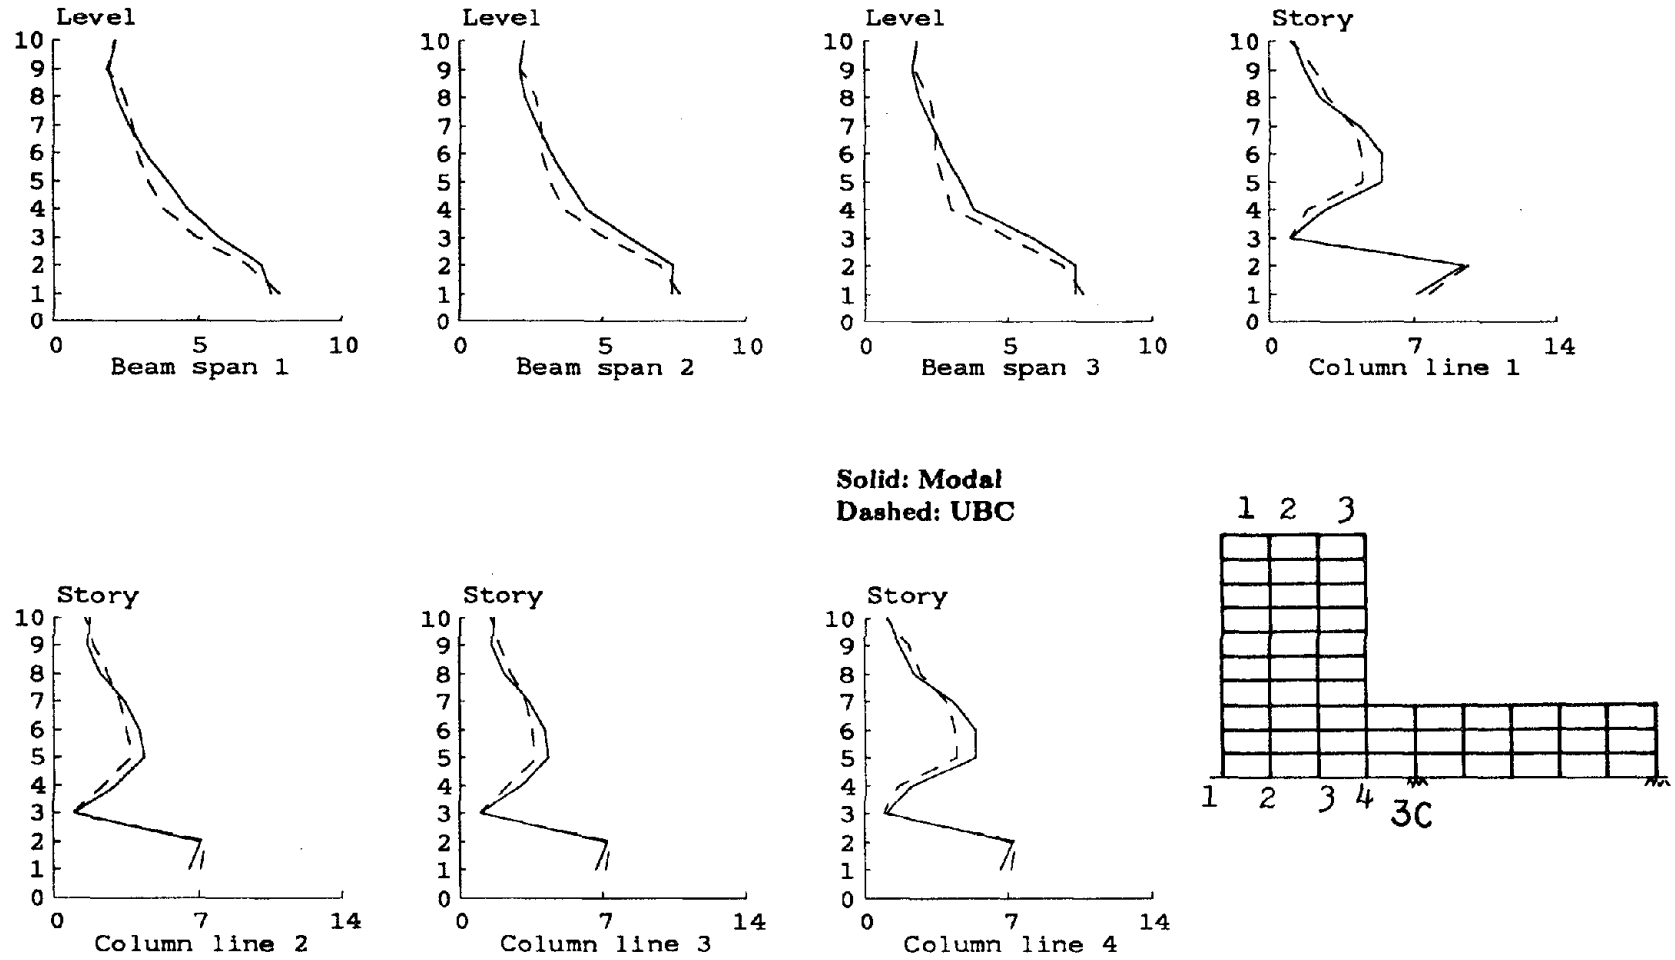 Level
10
9
8
7
6
5
4
3
2
1
0
0 5 10
Beam span 1
Level
10
9
8
7
6
5
4
3
2
1
0
0 5 10
Beam span 2
Level
10
9
8
7
6
5
4
3
2
1
0
0 5 10
Beam span 3
Story
10
9
8
7
6
5
4
3
2
1
0
0 7 14
Column line 1
Solid: Modal
Dashed: UBC
Story
10
9
8
7
6
5
4
3
2
1
0
0 7 14
Column line 2
Story
10
9
8
7
6
5
4
3
2
1
0
0 7 14
Column line 3
Story
10
9
8
7
6
5
4
3
2
1
0
0 7 14
Column line 4
1 2 3
1 2 3 4
3C